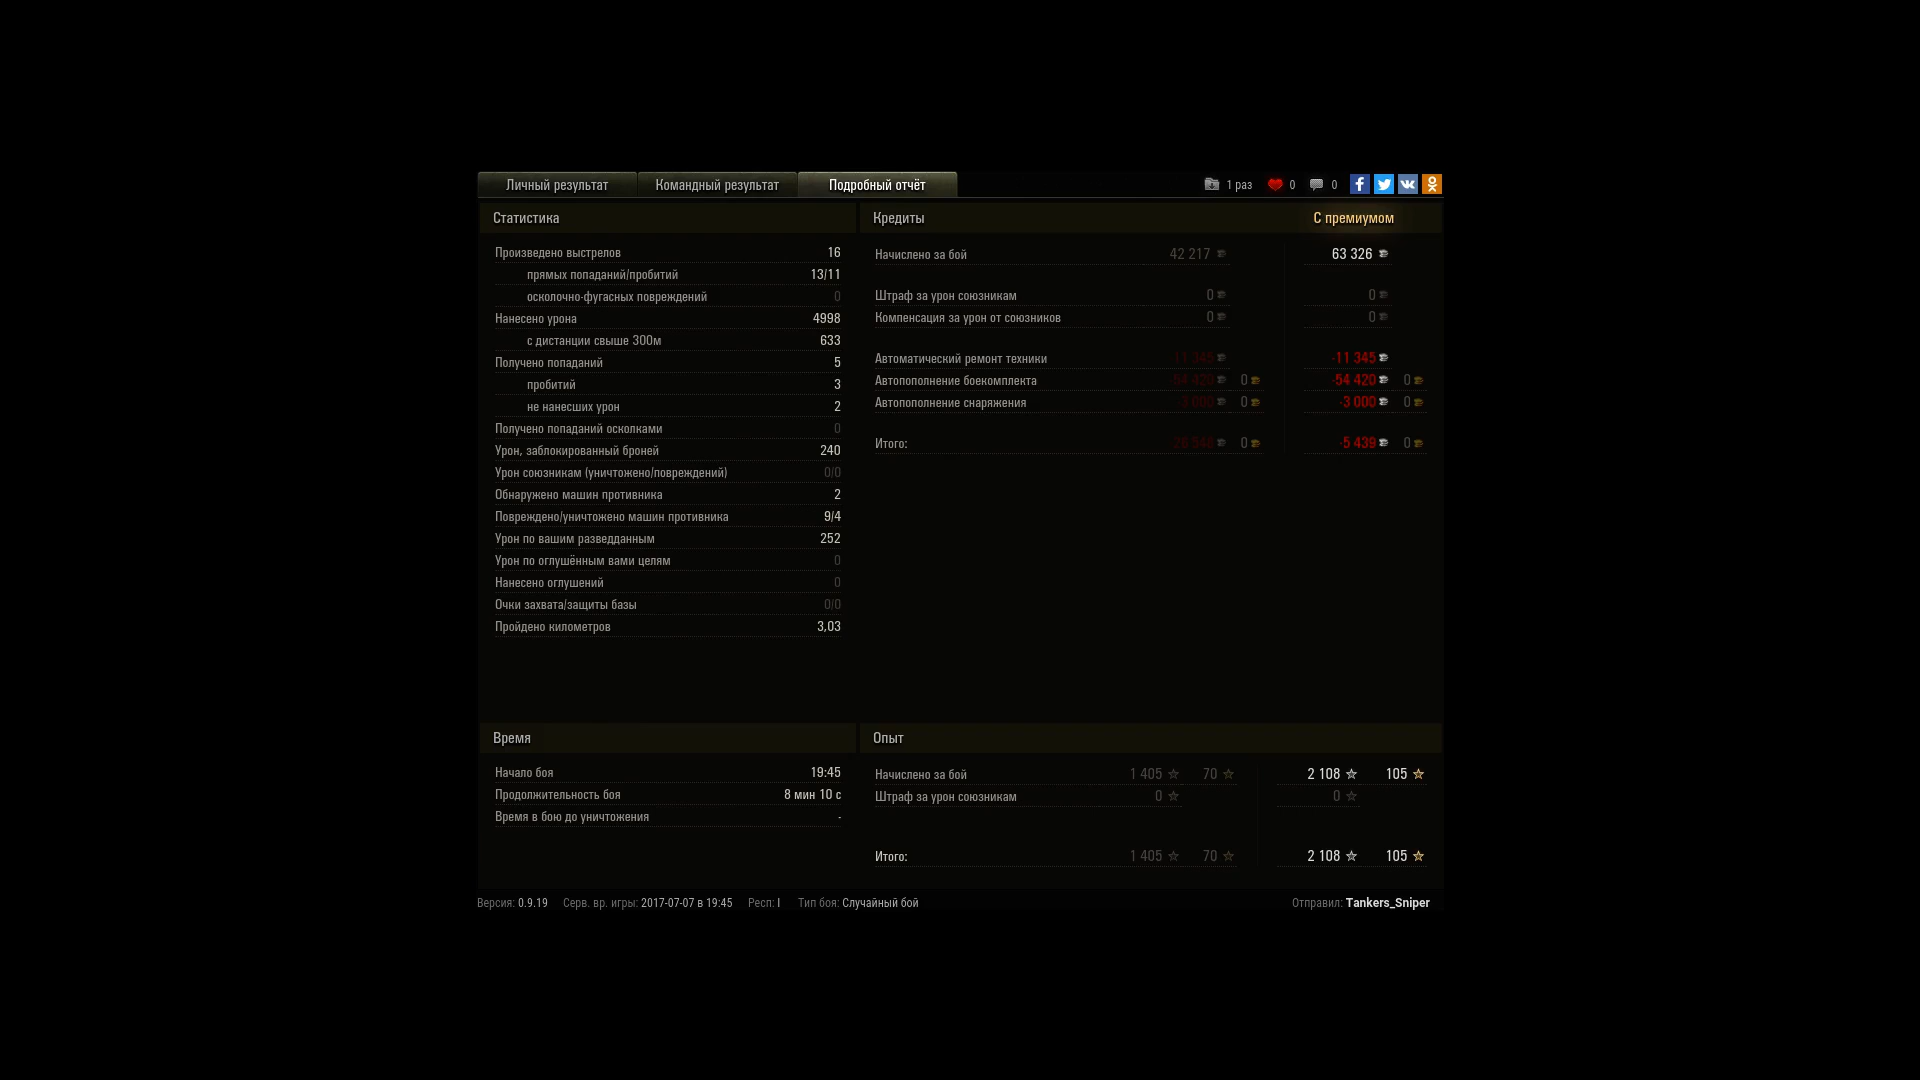 Личный результат Командный результат Подробный отчёт 1 раз 0 0
Статистика
Произведено выстрелов 16
прямых попаданий/пробитий 13/11
осколочно-фугасных повреждений 0
Нанесено урона 4998
с дистанции свыше 300м 633
Получено попаданий 5
пробитий 3
не нанесших урон 2
Получено попаданий осколками 0
Урон, заблокированный броней 240
Урон союзникам (уничтожено/повреждений) 0/0
Обнаружено машин противника 2
Повреждено/уничтожено машин противника 9/4
Урон по вашим разведданным 252
Урон по оглушённым вами целям 0
Нанесено оглушений 0
Очки захвата/защиты базы 0/0
Пройдено километров 3,03
Кредиты С премиумом
Начислено за бой 42 217 63 326
Штраф за урон союзникам 0 0
Компенсация за урон от союзников 0 0
Автоматический ремонт техники -11 345 -11 345
Автопополнение боекомплекта -54 420 0 -54 420 0
Автопополнение снаряжения -3 000 0 -3 000 0
Итого: -26 548 0 -5 439 0
Время
Начало боя 19:45
Продолжительность боя 8 мин 10 с
Время в бою до уничтожения -
Опыт
Начислено за бой 1 405 70 2 108 105
Штраф за урон союзникам 0 0
Итого: 1 405 70 2 108 105
Версия: 0.9.19 Серв. вр. игры: 2017-07-07 в 19:45 Респ: I Тип боя: Случайный бой Отправил: Tankers_Sniper